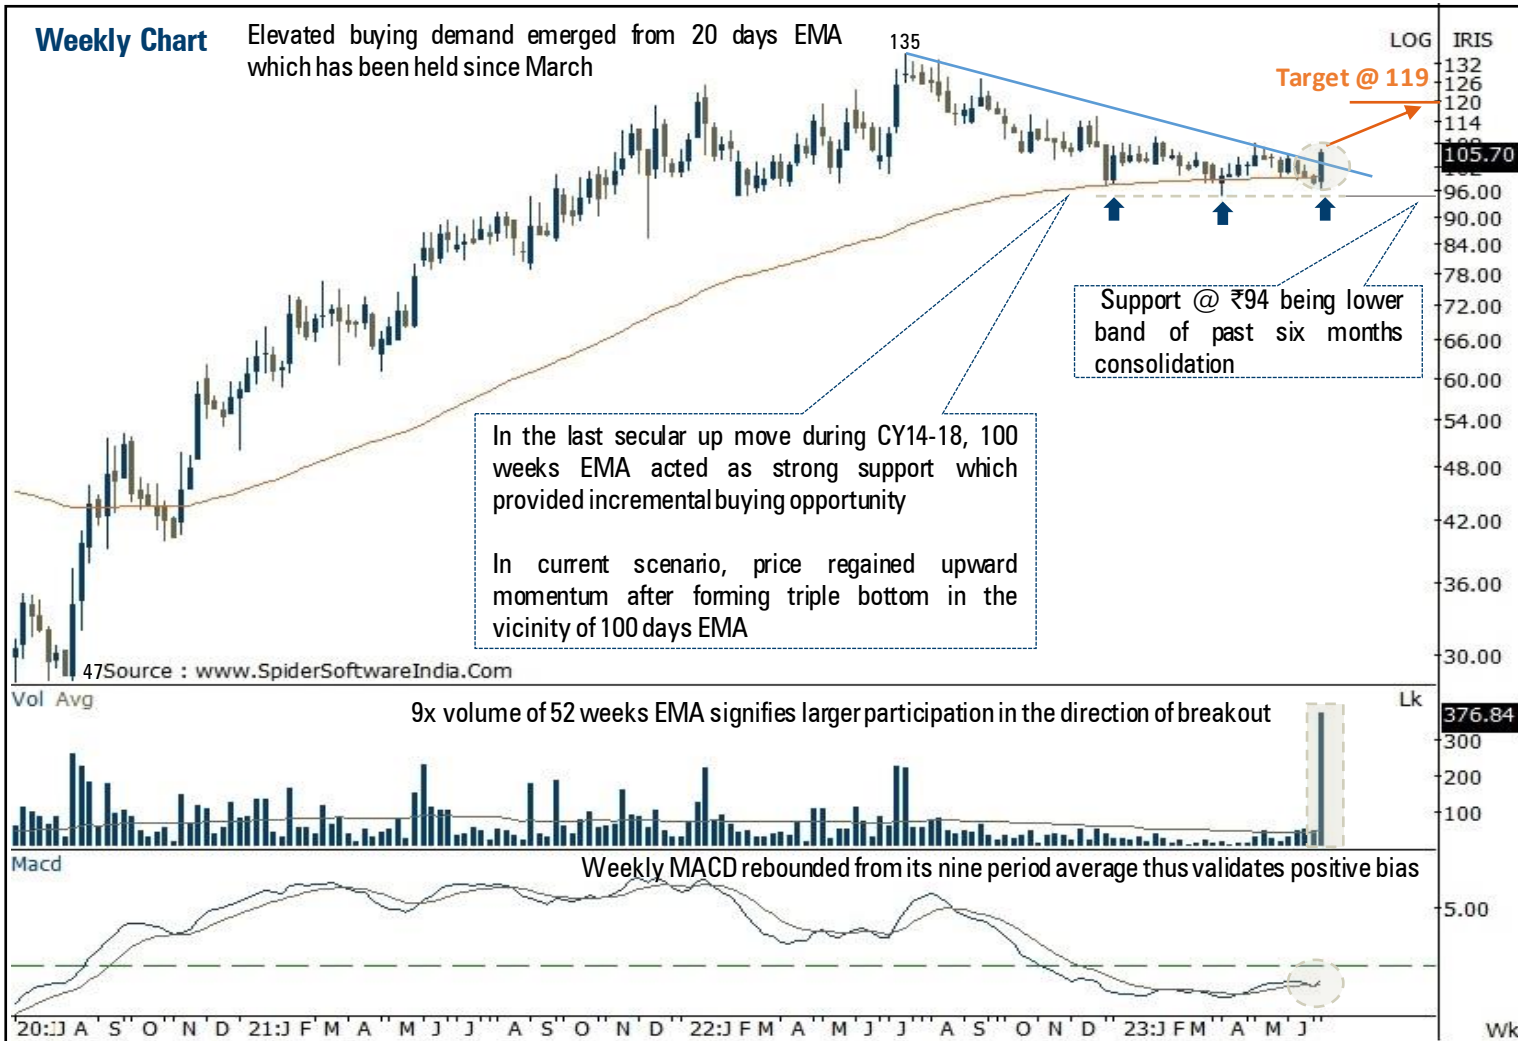 Weekly Chart
Elevated buying demand emerged from 20 days EMA
which has been held since March
135
LOG
IRIS
132
126
120
114
105.70
96.00
90.00
84.00
78.00
72.00
66.00
60.00
54.00
48.00
42.00
36.00
30.00
Target @ 119
Support @ ₹94 being lower
band of past six months
consolidation
In the last secular up move during CY14-18, 100
weeks EMA acted as strong support which
provided incremental buying opportunity
In current scenario, price regained upward
momentum after forming triple bottom in the
vicinity of 100 days EMA
47 Source : www.SpiderSoftwareIndia.Com
Vol Avg
9x volume of 52 weeks EMA signifies larger participation in the direction of breakout
Lk
376.84
300
200
100
Macd
Weekly MACD rebounded from its nine period average thus validates positive bias
5.00
20:JJ A S O N D 21:J F M A M J J A S O N D 22:J F M A M J J A S O N D 23:J F M A M J
Wk